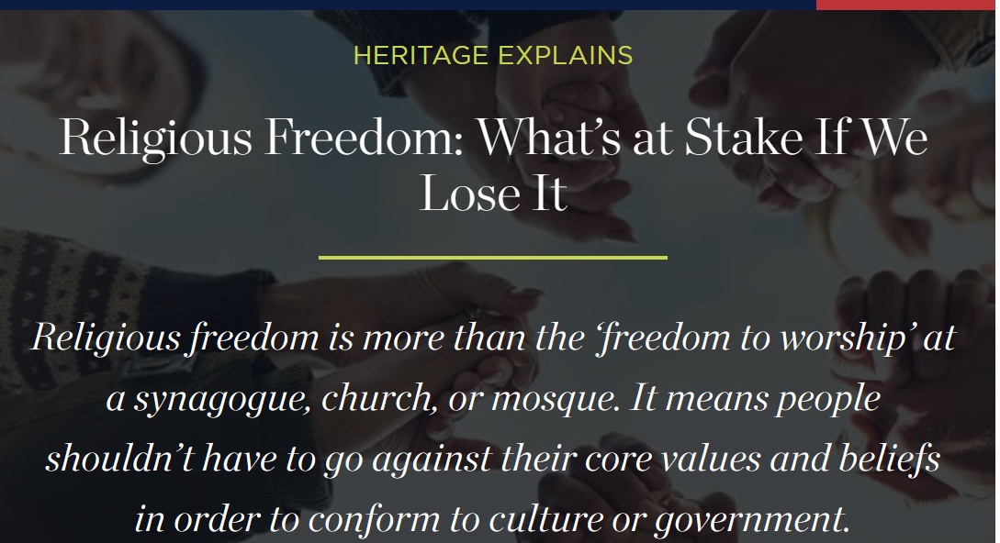 HERITAGE EXPLAINS
Religious Freedom: What’s at Stake If We
Lose It
Religious freedom is more than the ‘freedom to worship’ at
a synagogue, church, or mosque. It means people
shouldn’t have to go against their core values and beliefs
in order to conform to culture or government.